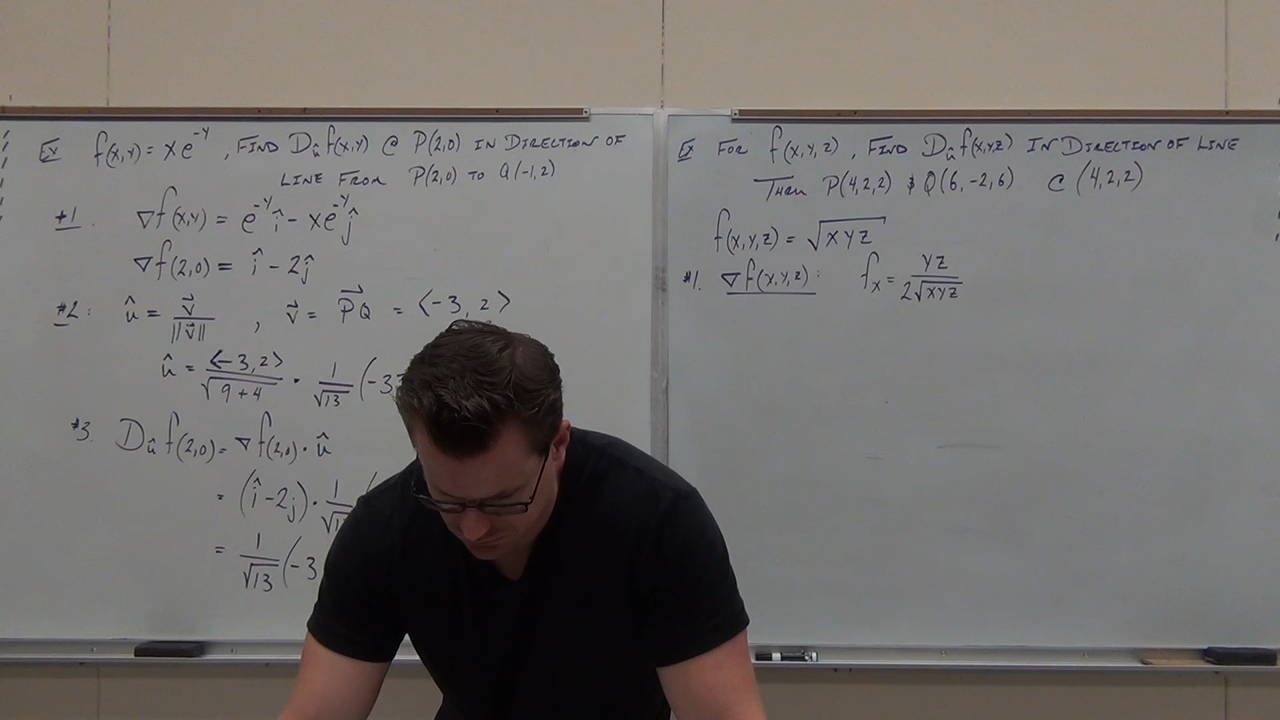 Ex f(x,y) = xe^{-y}, FIND D_û f(x,y) @ P(2,0) IN DIRECTION OF
LINE FROM P(2,0) TO Q(-1,2)
#1. ∇f(x,y) = e^{-y} î - xe^{-y} ĵ
∇f(2,0) = î - 2ĵ
#2: û = v⃗ / ||v⃗|| , v⃗ = PQ⃗ = <-3, 2>
û = <-3, 2> / √(9+4) · 1/√13 (-3
#3. D_û f(2,0) = ∇f(2,0) · û
= (î - 2j) · 1/√1
= 1/√13 (-3
Ex FOR f(x,y,z), FIND D_û f(x,y,z) IN DIRECTION OF LINE
THRU P(4,2,2) & Q(6,-2,6) @ (4,2,2)
f(x,y,z) = √xyz
#1. ∇f(x,y,z): f_x = yz / 2√xyz